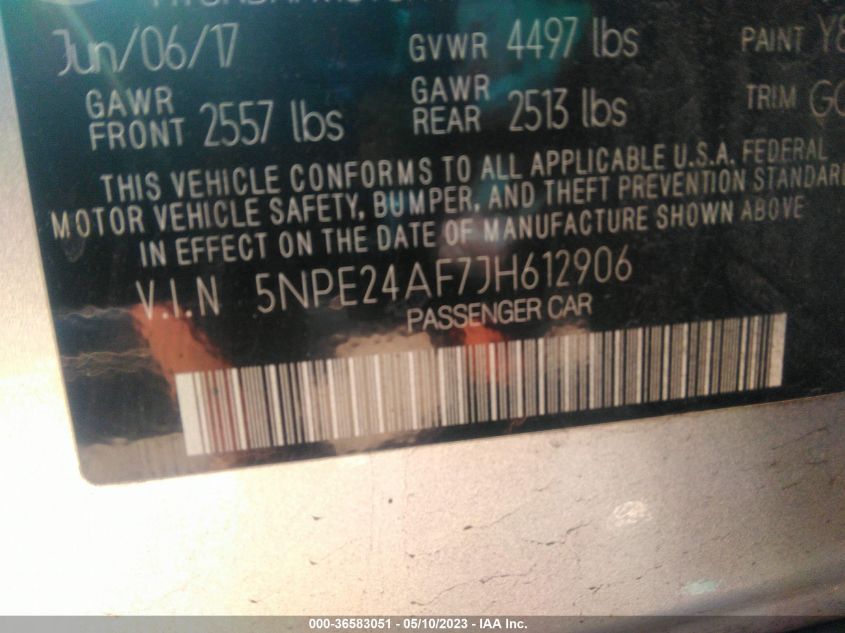 Jun/06/17 GVWR 4497 lbs PAINT Y8
GAWR FRONT 2557 lbs GAWR REAR 2513 lbs TRIM
THIS VEHICLE CONFORMS TO ALL APPLICABLE U.S.A. FEDERAL
MOTOR VEHICLE SAFETY, BUMPER, AND THEFT PREVENTION STANDAR
IN EFFECT ON THE DATE OF MANUFACTURE SHOWN ABOVE
V.I.N 5NPE24AF7JH612906
PASSENGER CAR
000-36583051 - 05/10/2023 - IAA Inc.